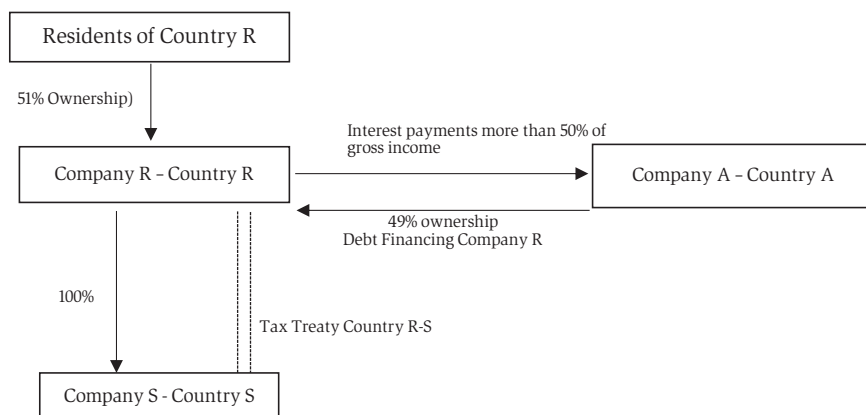 Residents of Country R
51% Ownership)
Interest payments more than 50% of
gross income
Company R – Country R
Company A – Country A
49% ownership
Debt Financing Company R
100%
Tax Treaty Country R-S
Company S - Country S